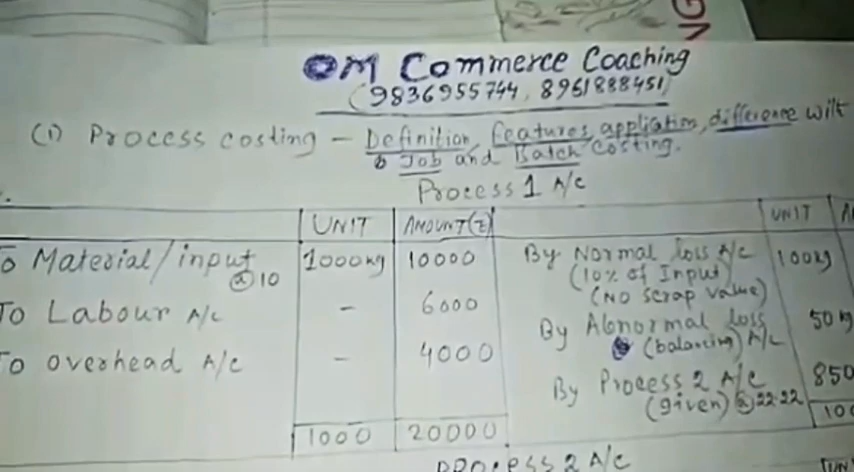 OM Commerce Coaching
(9836955744, 8961888451)
(1) Process costing - Definition, features, application, difference with
Job and Batch costing.
Process 1 A/c
UNIT AMOUNT(₹) UNIT
To Material/input @ 10 1000kg 10000 By Normal loss A/c 100kg
(10% of Input)
(NO scrap value)
To Labour A/c - 6000
By Abnormal loss 50 kg
(balancing) A/c
To overhead A/c - 4000
By Process 2 A/c 850
(given) @ 22.22
1000 20000 100
PROCESS 2 A/c